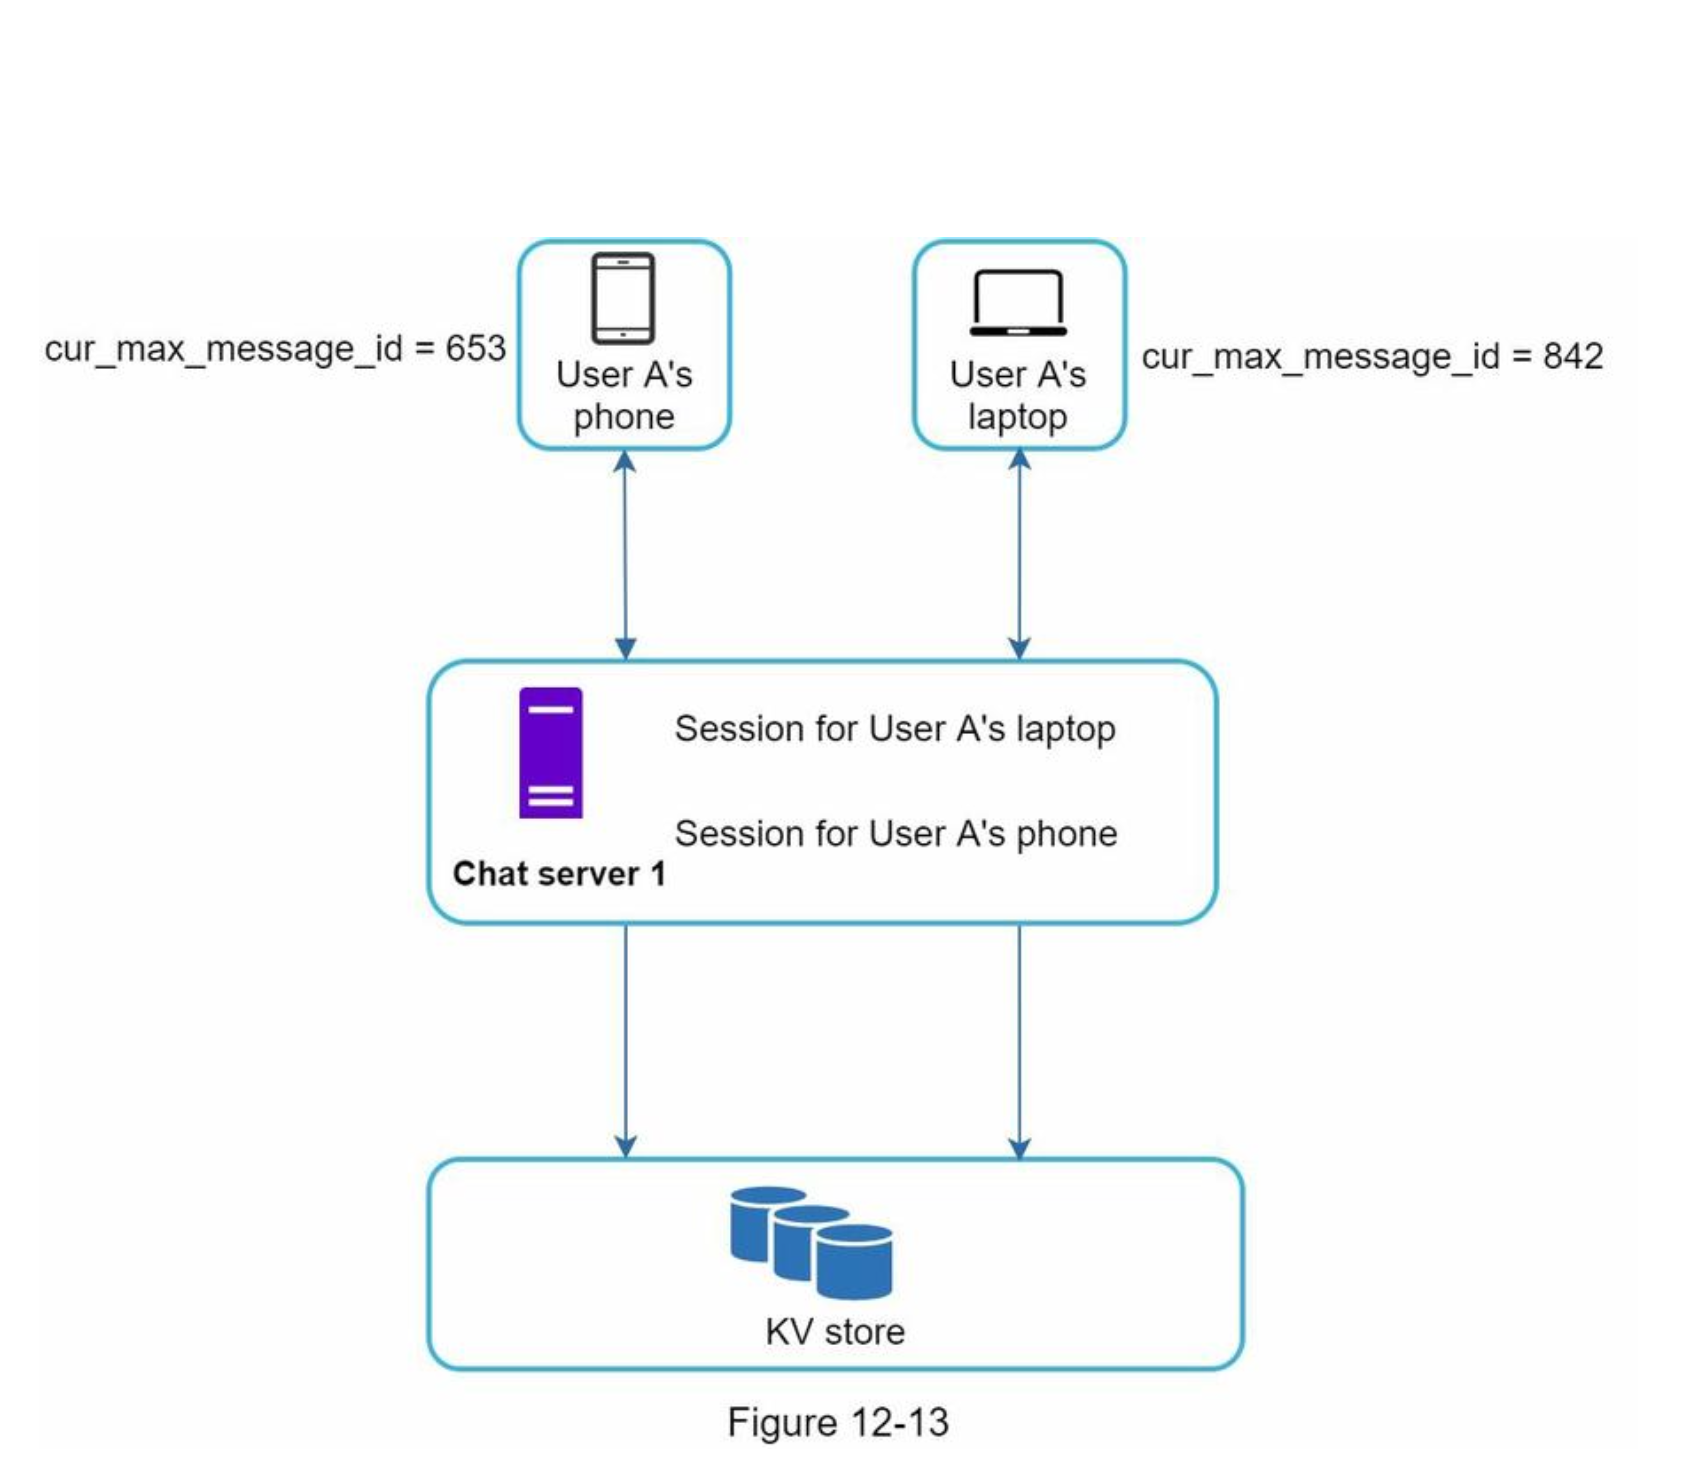 cur_max_message_id = 653
User A's
phone
User A's
laptop
cur_max_message_id = 842
Session for User A's laptop
Session for User A's phone
Chat server 1
KV store
Figure 12-13